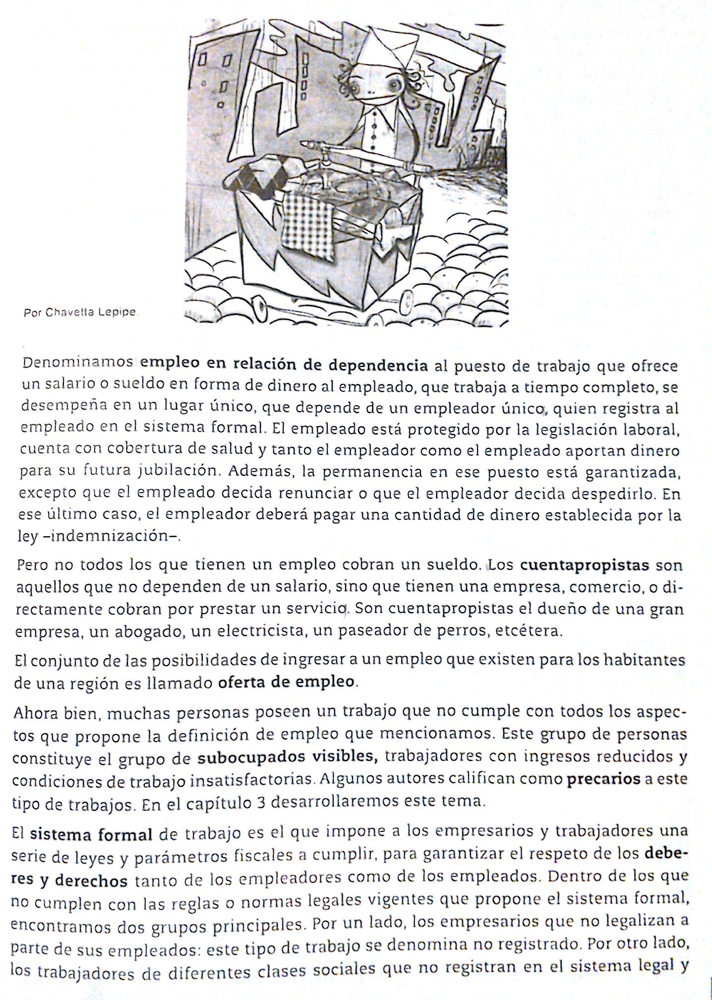 Por Chavetta Lepipe.
Denominamos empleo en relación de dependencia al puesto de trabajo que ofrece
un salario o sueldo en forma de dinero al empleado, que trabaja a tiempo completo, se
desempeña en un lugar único, que depende de un empleador único, quien registra al
empleado en el sistema formal. El empleado está protegido por la legislación laboral,
cuenta con cobertura de salud y tanto el empleador como el empleado aportan dinero
para su futura jubilación. Además, la permanencia en ese puesto está garantizada,
excepto que el empleado decida renunciar o que el empleador decida despedirlo. En
ese último caso, el empleador deberá pagar una cantidad de dinero establecida por la
ley –indemnización–.
Pero no todos los que tienen un empleo cobran un sueldo. Los cuentapropistas son
aquellos que no dependen de un salario, sino que tienen una empresa, comercio, o di-
rectamente cobran por prestar un servicio. Son cuentapropistas el dueño de una gran
empresa, un abogado, un electricista, un paseador de perros, etcétera.
El conjunto de las posibilidades de ingresar a un empleo que existen para los habitantes
de una región es llamado oferta de empleo.
Ahora bien, muchas personas poseen un trabajo que no cumple con todos los aspec-
tos que propone la definición de empleo que mencionamos. Este grupo de personas
constituye el grupo de subocupados visibles, trabajadores con ingresos reducidos y
condiciones de trabajo insatisfactorias. Algunos autores califican como precarios a este
tipo de trabajos. En el capítulo 3 desarrollaremos este tema.
El sistema formal de trabajo es el que impone a los empresarios y trabajadores una
serie de leyes y parámetros fiscales a cumplir, para garantizar el respeto de los debe-
res y derechos tanto de los empleadores como de los empleados. Dentro de los que
no cumplen con las reglas o normas legales vigentes que propone el sistema formal,
encontramos dos grupos principales. Por un lado, los empresarios que no legalizan a
parte de sus empleados: este tipo de trabajo se denomina no registrado. Por otro lado,
los trabajadores de diferentes clases sociales que no registran en el sistema legal y